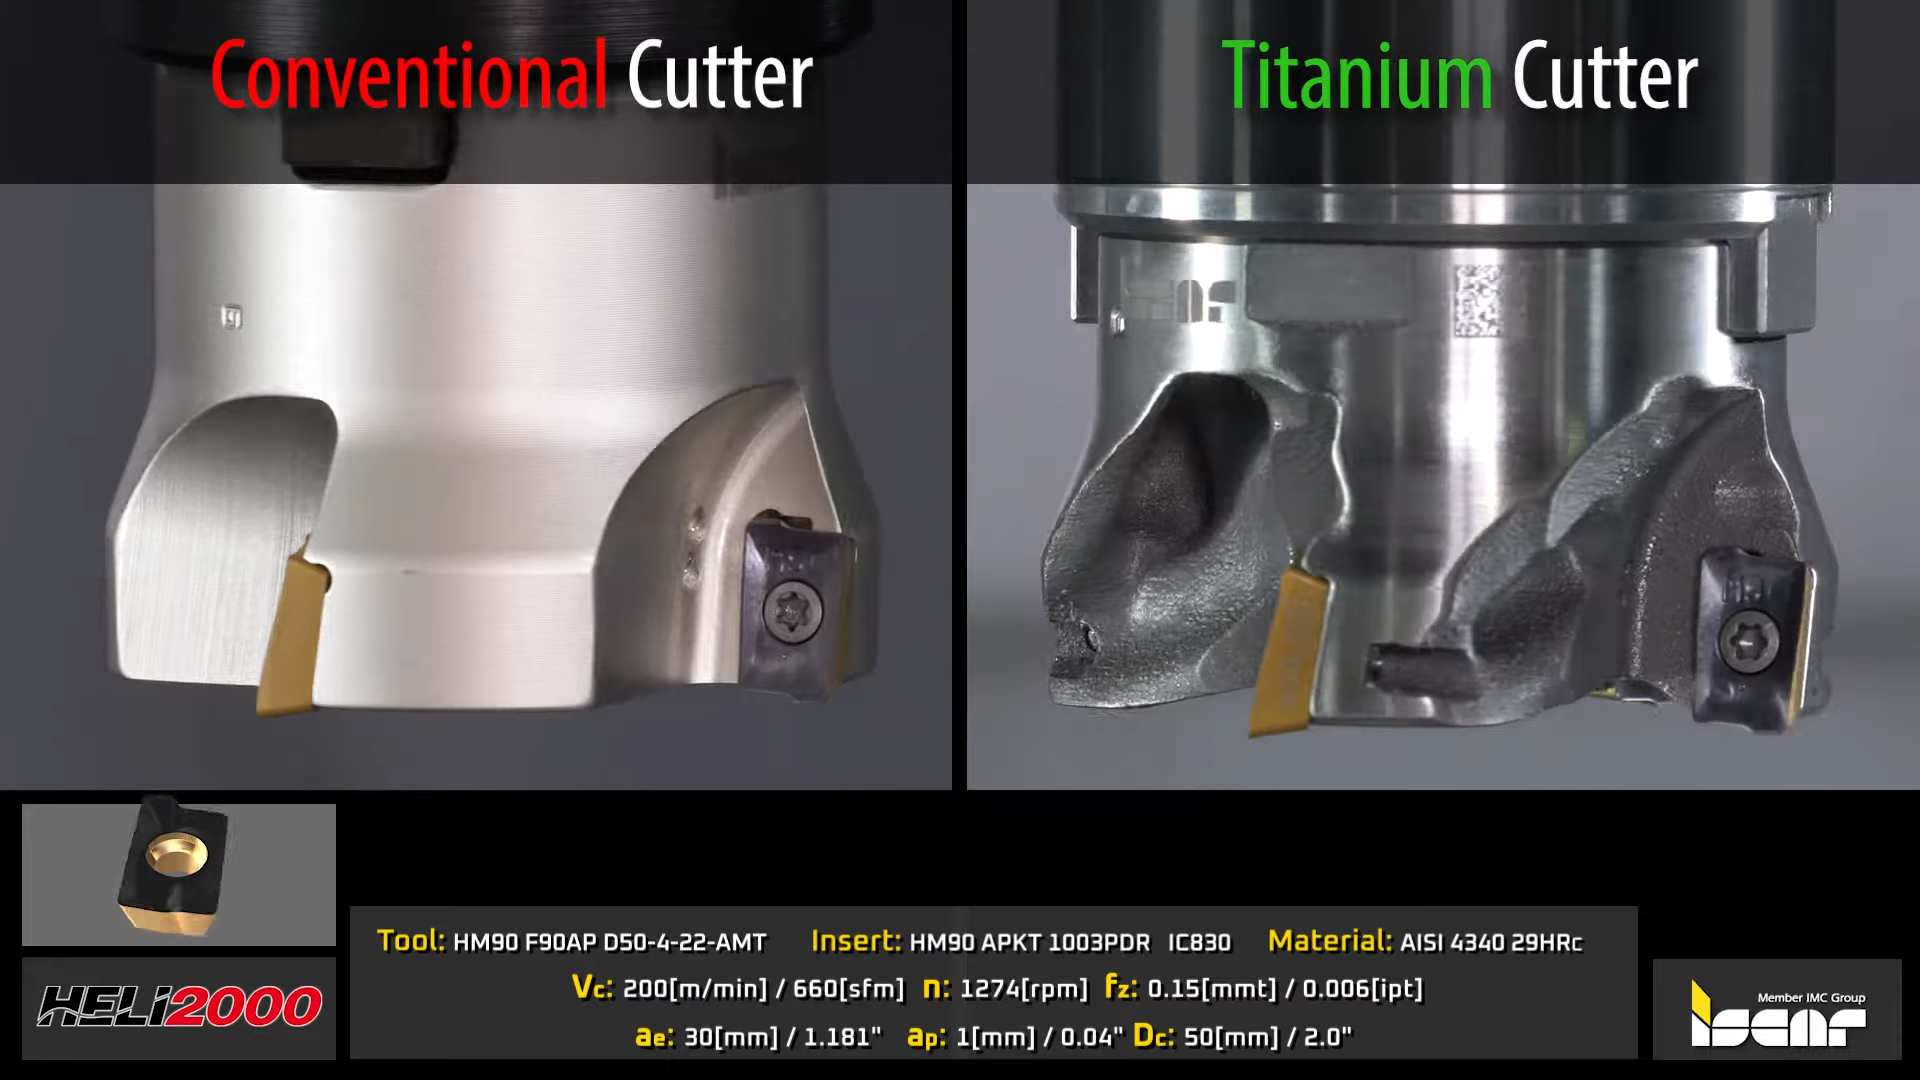 Conventional Cutter
Titanium Cutter
HELI2000
Tool: HM90 F90AP D50-4-22-AMT Insert: HM90 APKT 1003PDR IC830 Material: AISI 4340 29HRc
Vc: 200[m/min] / 660[sfm] n: 1274[rpm] fz: 0.15[mmt] / 0.006[ipt]
ae: 30[mm] / 1.181" ap: 1[mm] / 0.04" Dc: 50[mm] / 2.0"
Member IMC Group
iscar